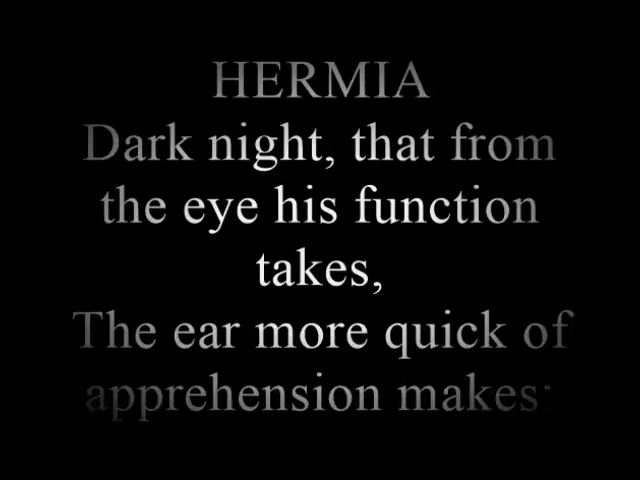 HERMIA
Dark night, that from
the eye his function
takes,
The ear more quick of
apprehension makes: